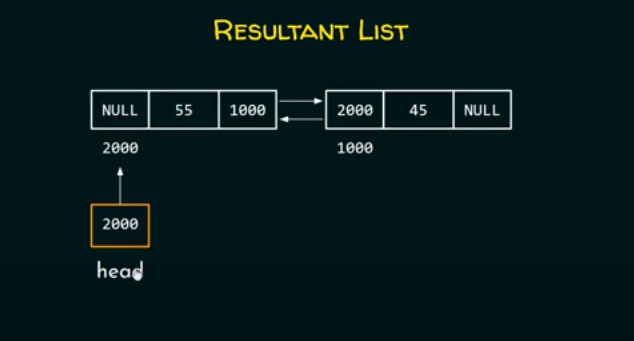 RESULTANT LIST
NULL 55 1000 2000 45 NULL
2000 1000
2000
head